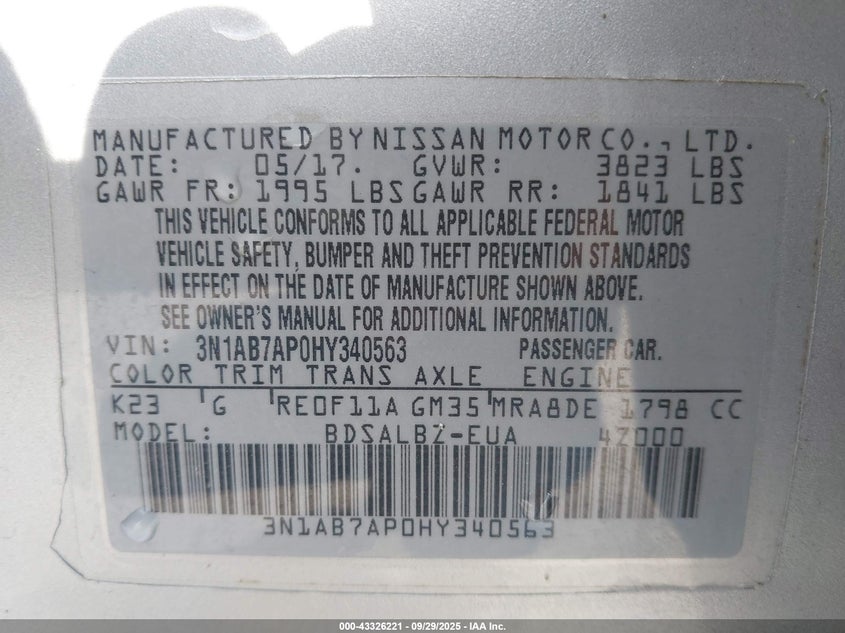 MANUFACTURED BY NISSAN MOTOR CO., LTD.
DATE: 05/17. GVWR: 3823 LBS
GAWR FR: 1995 LBS GAWR RR: 1841 LBS
THIS VEHICLE CONFORMS TO ALL APPLICABLE FEDERAL MOTOR
VEHICLE SAFETY, BUMPER AND THEFT PREVENTION STANDARDS
IN EFFECT ON THE DATE OF MANUFACTURE SHOWN ABOVE.
SEE OWNER'S MANUAL FOR ADDITIONAL INFORMATION.
VIN: 3N1AB7AP0HY340563 PASSENGER CAR.
COLOR TRIM TRANS AXLE ENGINE
K23 G RE0F11A GM35 MRA8DE 1798 CC
MODEL: BDSALBZ-EUA 4Z000
3N1AB7AP0HY340563
000-43326221 - 09/29/2025 - IAA Inc.